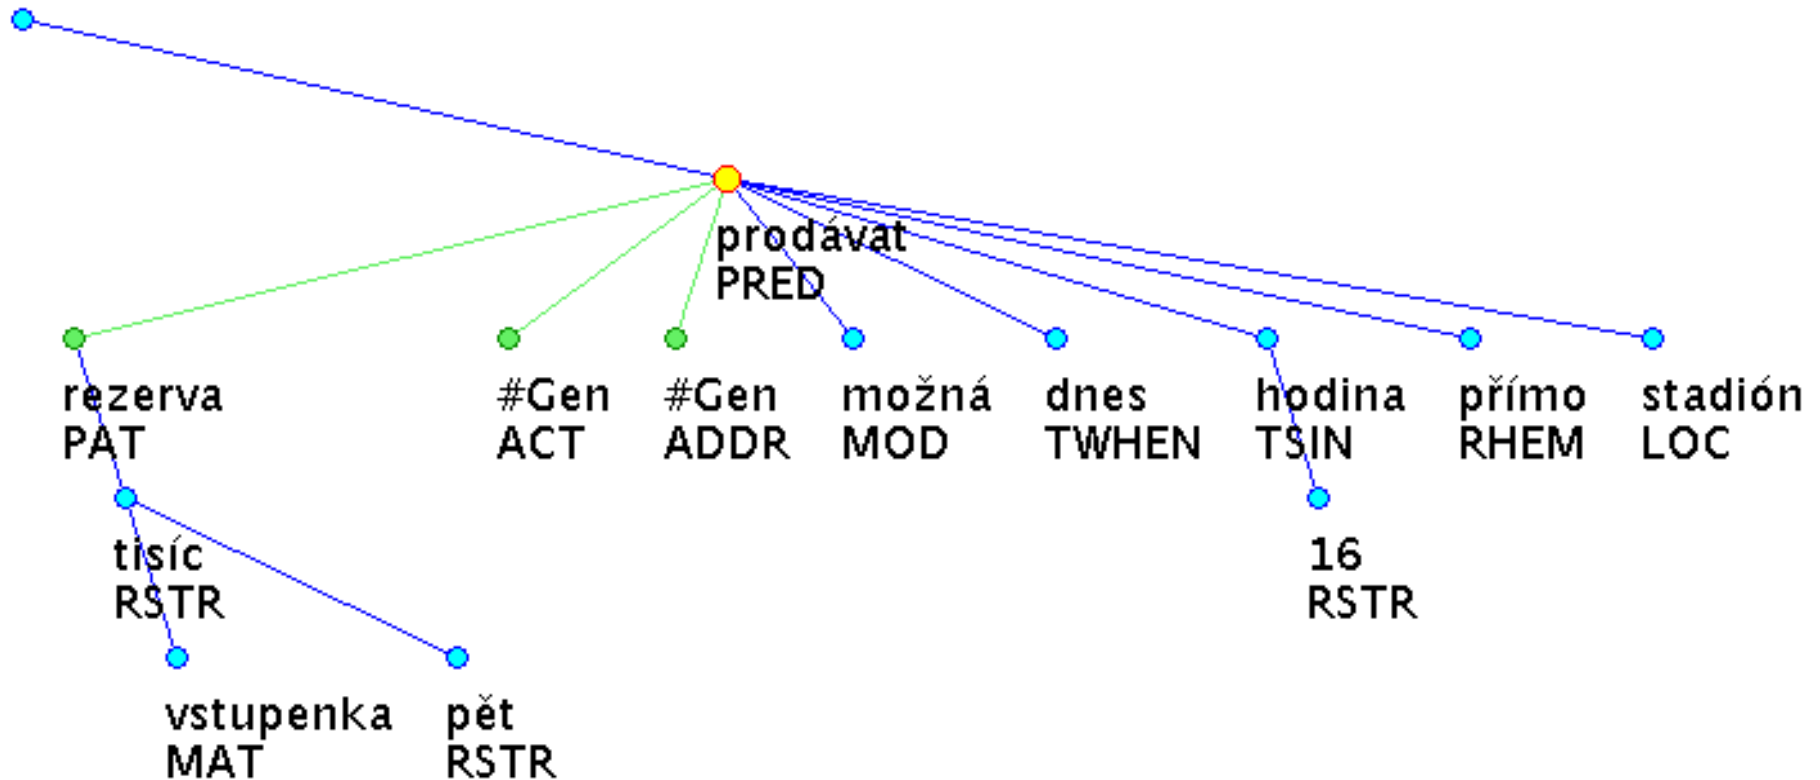 prodávat
PRED
rezerva
PAT
#Gen
ACT
#Gen
ADDR
možná
MOD
dnes
TWHEN
hodina
TSIN
přímo
RHEM
stadión
LOC
tisíc
RSTR
16
RSTR
vstupenka
MAT
pět
RSTR